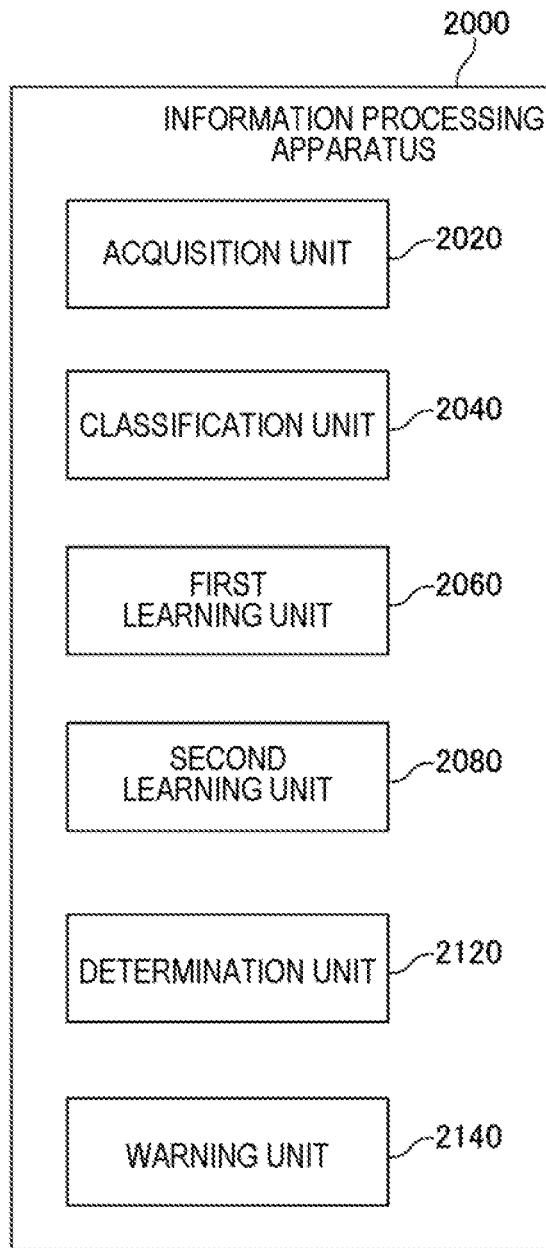 2000
INFORMATION PROCESSING
APPARATUS
ACQUISITION UNIT
2020
CLASSIFICATION UNIT
2040
FIRST
LEARNING UNIT
2060
SECOND
LEARNING UNIT
2080
DETERMINATION UNIT
2120
WARNING UNIT
2140